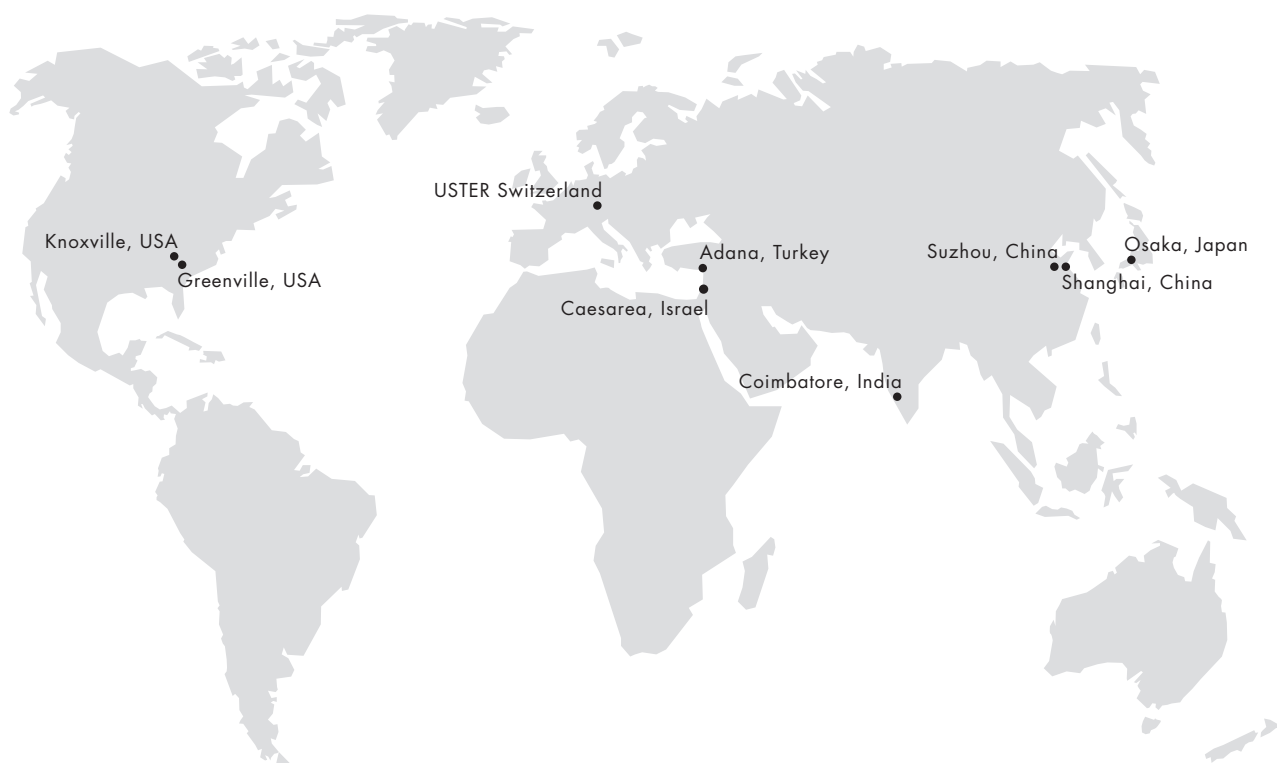 USTER Switzerland
Knoxville, USA
Greenville, USA
Adana, Turkey
Caesarea, Israel
Suzhou, China
Osaka, Japan
Shanghai, China
Coimbatore, India